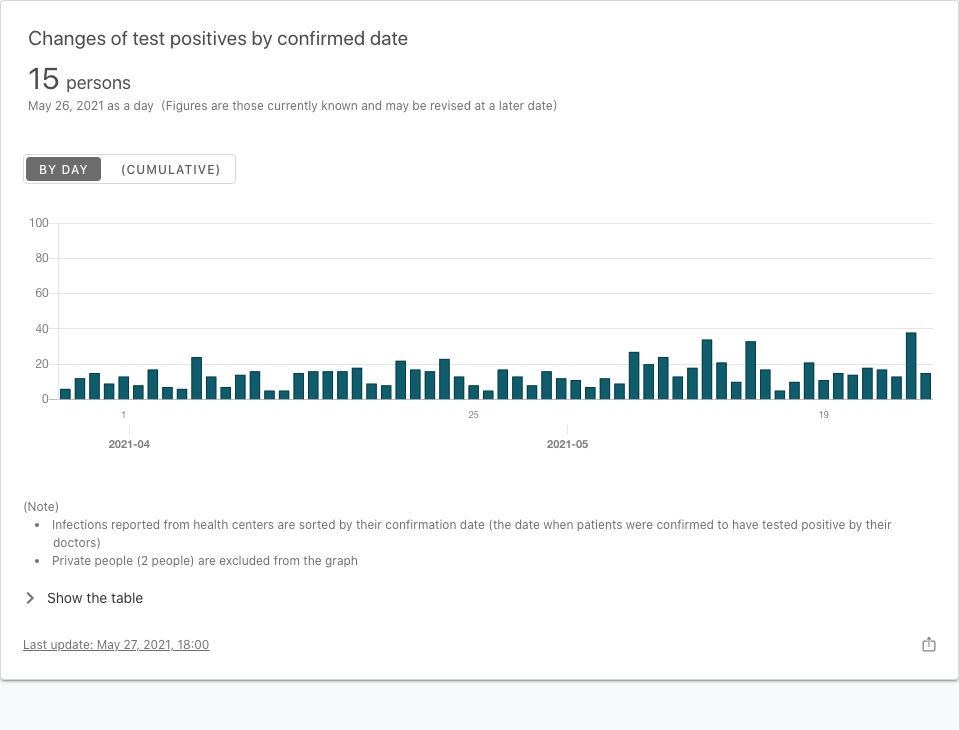 Changes of test positives by confirmed date
15 persons
May 26, 2021 as a day (Figures are those currently known and may be revised at a later date)
BY DAY (CUMULATIVE)
100
80
60
40
20
0
1 25 19
2021-04 2021-05
(Note)
• Infections reported from health centers are sorted by their confirmation date (the date when patients were confirmed to have tested positive by their
doctors)
• Private people (2 people) are excluded from the graph
Show the table
Last update: May 27, 2021, 18:00